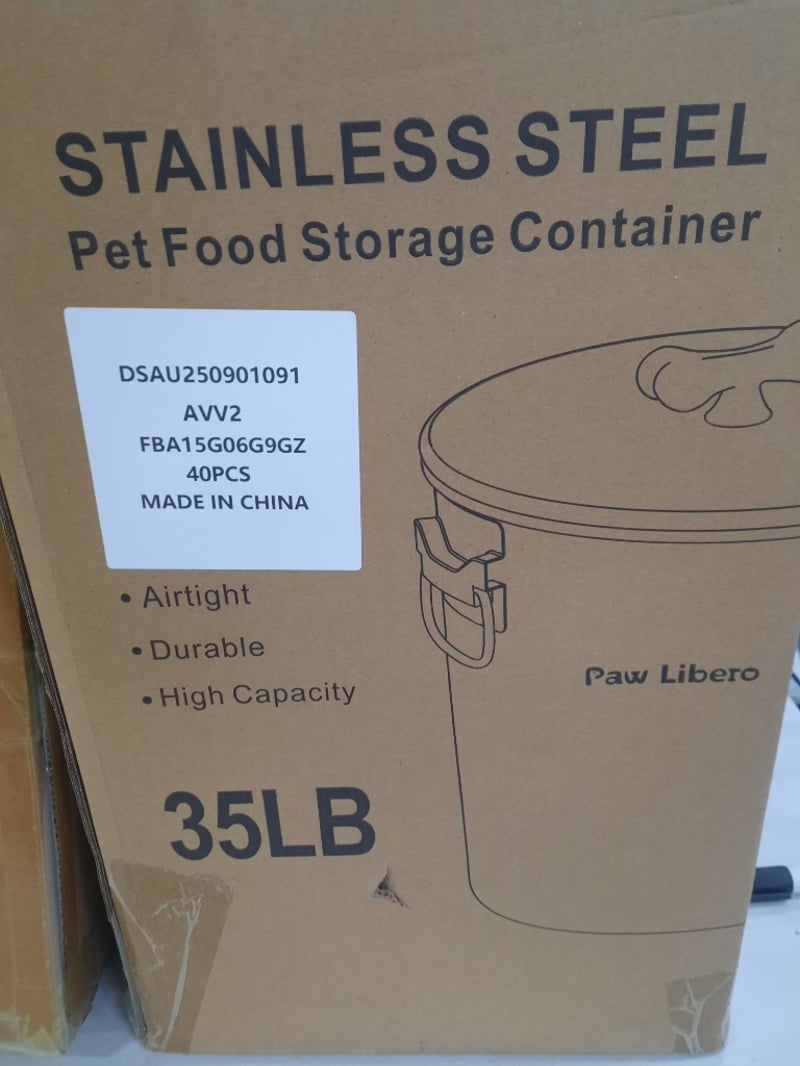 STAINLESS STEEL
Pet Food Storage Container
DSAU250901091
AVV2
FBA15G06G9GZ
40PCS
MADE IN CHINA
• Airtight
• Durable
• High Capacity
Paw Libero
35LB